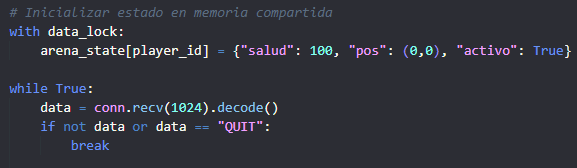 # Inicializar estado en memoria compartida
with data_lock:
    arena_state[player_id] = {"salud": 100, "pos": (0,0), "activo": True}

while True:
    data = conn.recv(1024).decode()
    if not data or data == "QUIT":
        break